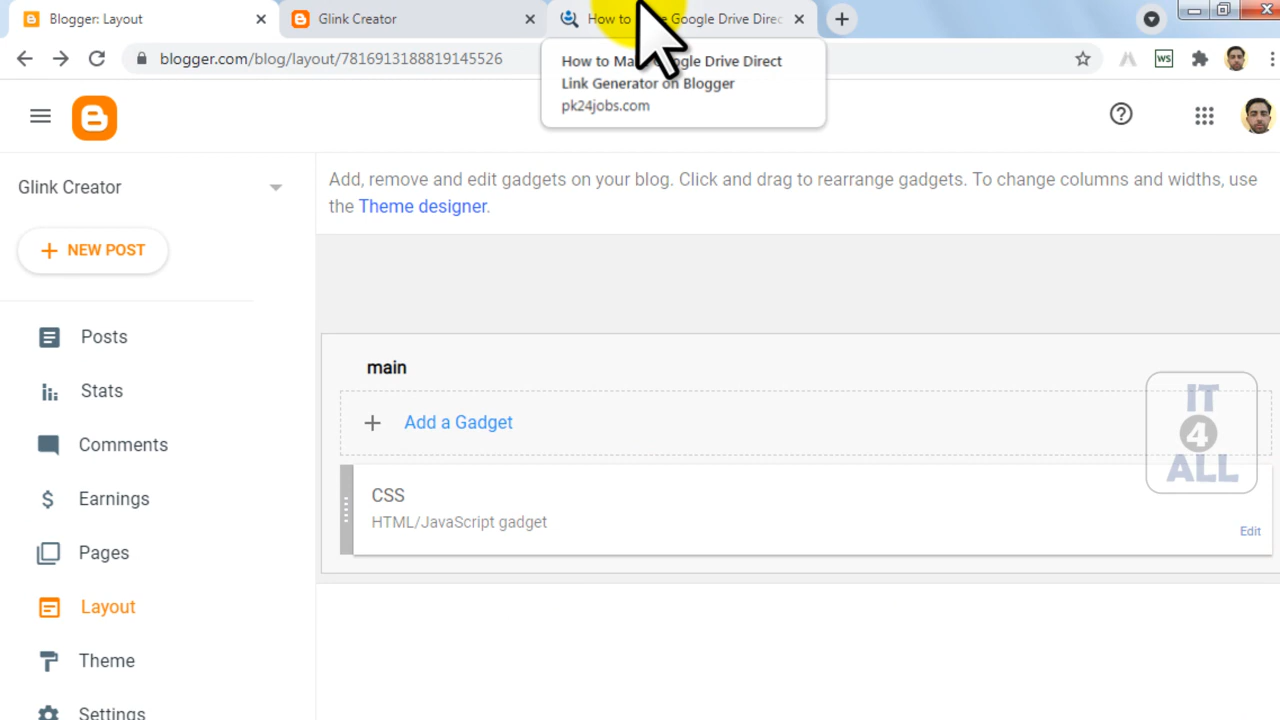 Blogger: Layout
Glink Creator
How to
Google Drive Direc
blogger.com/blog/layout/7816913188819145526
WS
How to Ma
gle Drive Direct
Link Generator on Blogger
pk24jobs.com
Glink Creator
NEW POST
Posts
Stats
Comments
Earnings
Pages
Layout
Theme
Settings
Add, remove and edit gadgets on your blog. Click and drag to rearrange gadgets. To change columns and widths, use
the Theme designer.
main
Add a Gadget
CSS
HTML/JavaScript gadget
Edit
IT
4
ALL